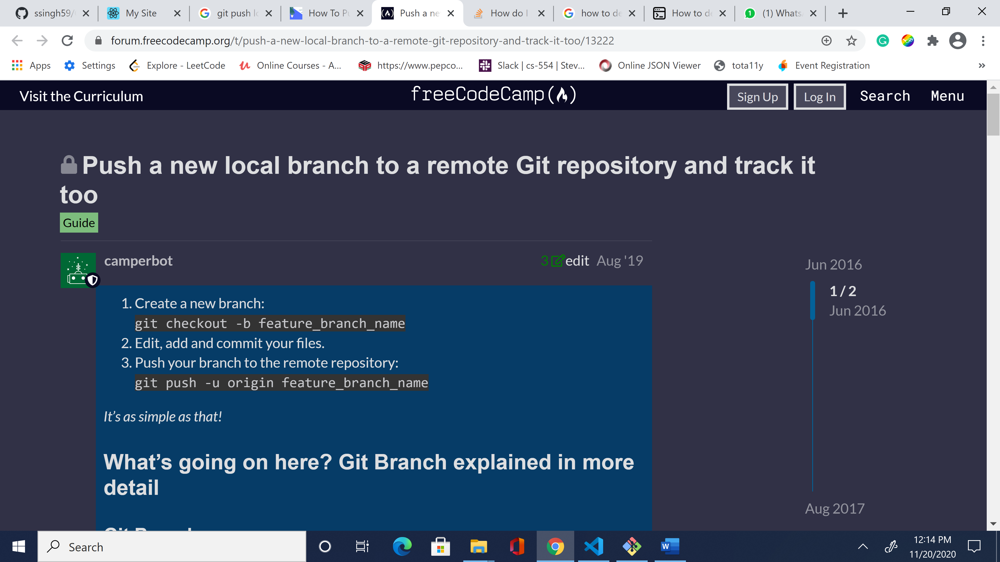 ssingh59/
My Site
git push lo
How To Pu
Push a ne
How do I
how to de
How to de
(1) Whats
forum.freecodecamp.org/t/push-a-new-local-branch-to-a-remote-git-repository-and-track-it-too/13222
Apps
Settings
Explore - LeetCode
Online Courses - A...
https://www.pepco...
Slack | cs-554 | Stev...
Online JSON Viewer
tota11y
Event Registration
»
Visit the Curriculum
freeCodeCamp
Sign Up
Log In
Search
Menu
Push a new local branch to a remote Git repository and track it
too
Guide
camperbot
3 edit Aug '19
1. Create a new branch:
git checkout -b feature_branch_name
2. Edit, add and commit your files.
3. Push your branch to the remote repository:
git push -u origin feature_branch_name
It’s as simple as that!
What’s going on here? Git Branch explained in more
detail
Jun 2016
1 / 2
Jun 2016
Aug 2017
Search
12:14 PM
11/20/2020